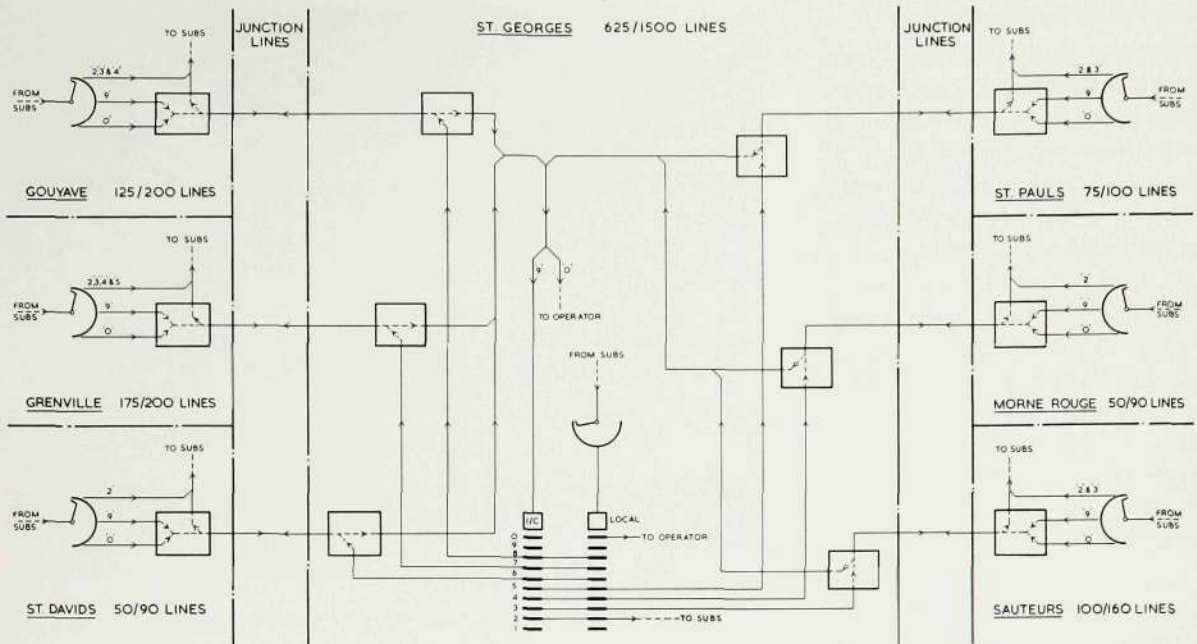 TO SUBS
JUNCTION LINES
ST. GEORGES 625/1500 LINES
JUNCTION LINES
TO SUBS
2,3 & 4'
FROM SUBS
9'
'0'
GOUYAVE 125/200 LINES
2 & 3'
9
'0
FROM SUBS
ST. PAULS 75/100 LINES
TO SUBS
2,3,4 & 5
FROM SUBS
9'
'0'
GRENVILLE 175/200 LINES
9' 0'
TO OPERATOR
FROM SUBS
TO SUBS
'2
9
'0
FROM SUBS
MORNE ROUGE 50/90 LINES
TO SUBS
2'
FROM SUBS
9'
'0'
ST. DAVIDS 50/90 LINES
I/C LOCAL
0 TO OPERATOR
9
8
7
6
5
4
3
2 TO SUBS
1
TO SUBS
2 & 3
9
'0
FROM SUBS
SAUTEURS 100/160 LINES